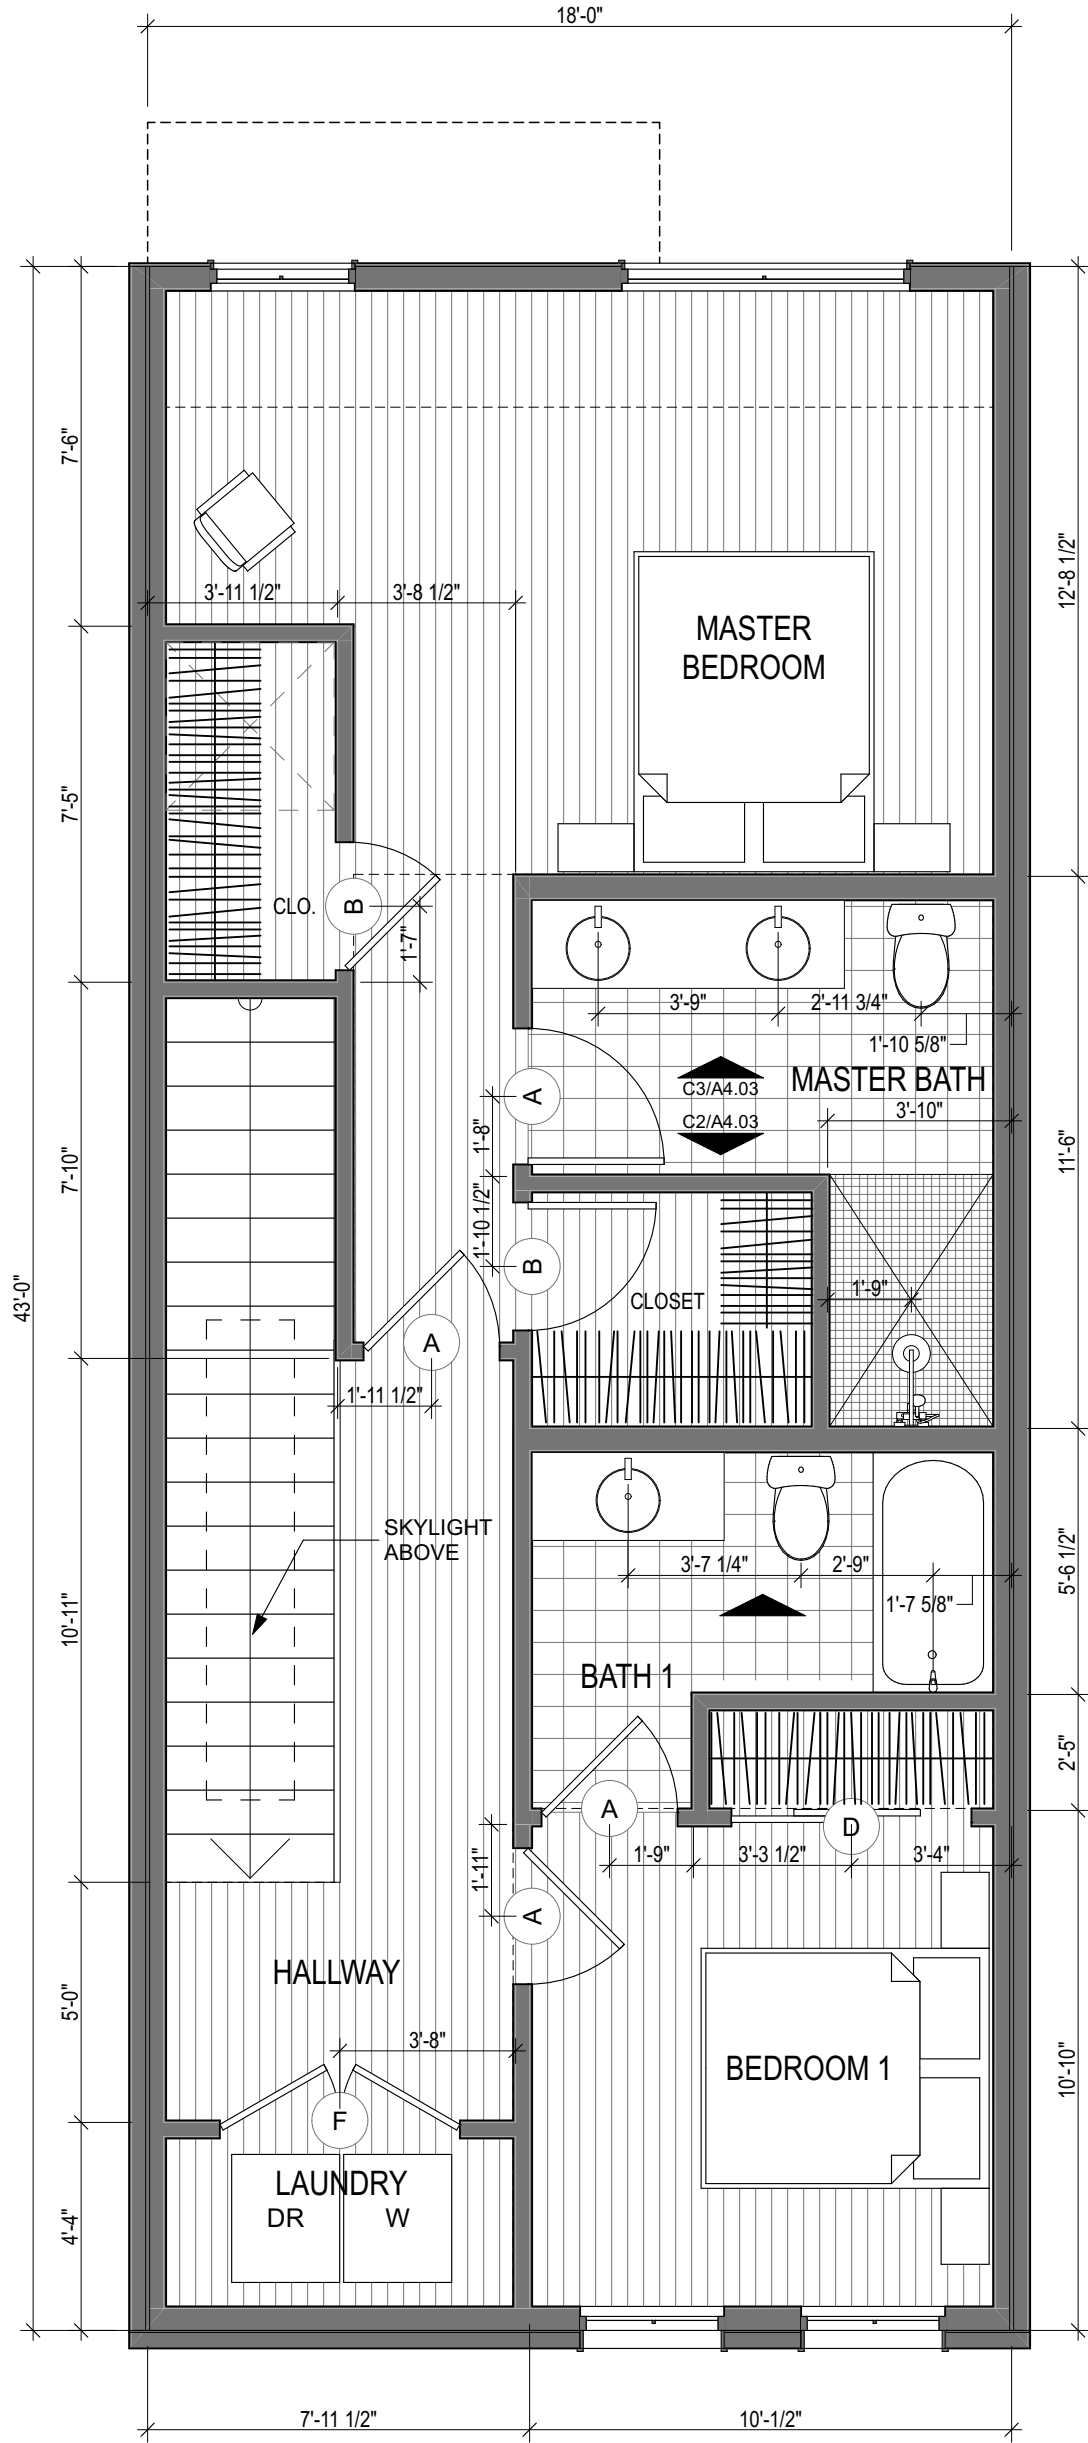 18'-0"
7'-6"
12'-8 1/2"
3'-11 1/2"
3'-8 1/2"
MASTER
BEDROOM
7'-5"
CLO.
B
1'-7"
3'-9"
2'-11 3/4"
1'-10 5/8"
MASTER BATH
C3/A4.03
C2/A4.03
A
1'-8"
3'-10"
7'-10"
11'-6"
1'-10 1/2"
B
CLOSET
1'-9"
43'-0"
A
1'-11 1/2"
SKYLIGHT
ABOVE
3'-7 1/4"
2'-9"
1'-7 5/8"
5'-6 1/2"
10'-11"
BATH 1
2'-5"
A
D
1'-9"
3'-3 1/2"
3'-4"
1'-11"
A
HALLWAY
5'-0"
3'-8"
BEDROOM 1
10'-10"
F
LAUNDRY
DR
W
4'-4"
7'-11 1/2"
10'-1/2"